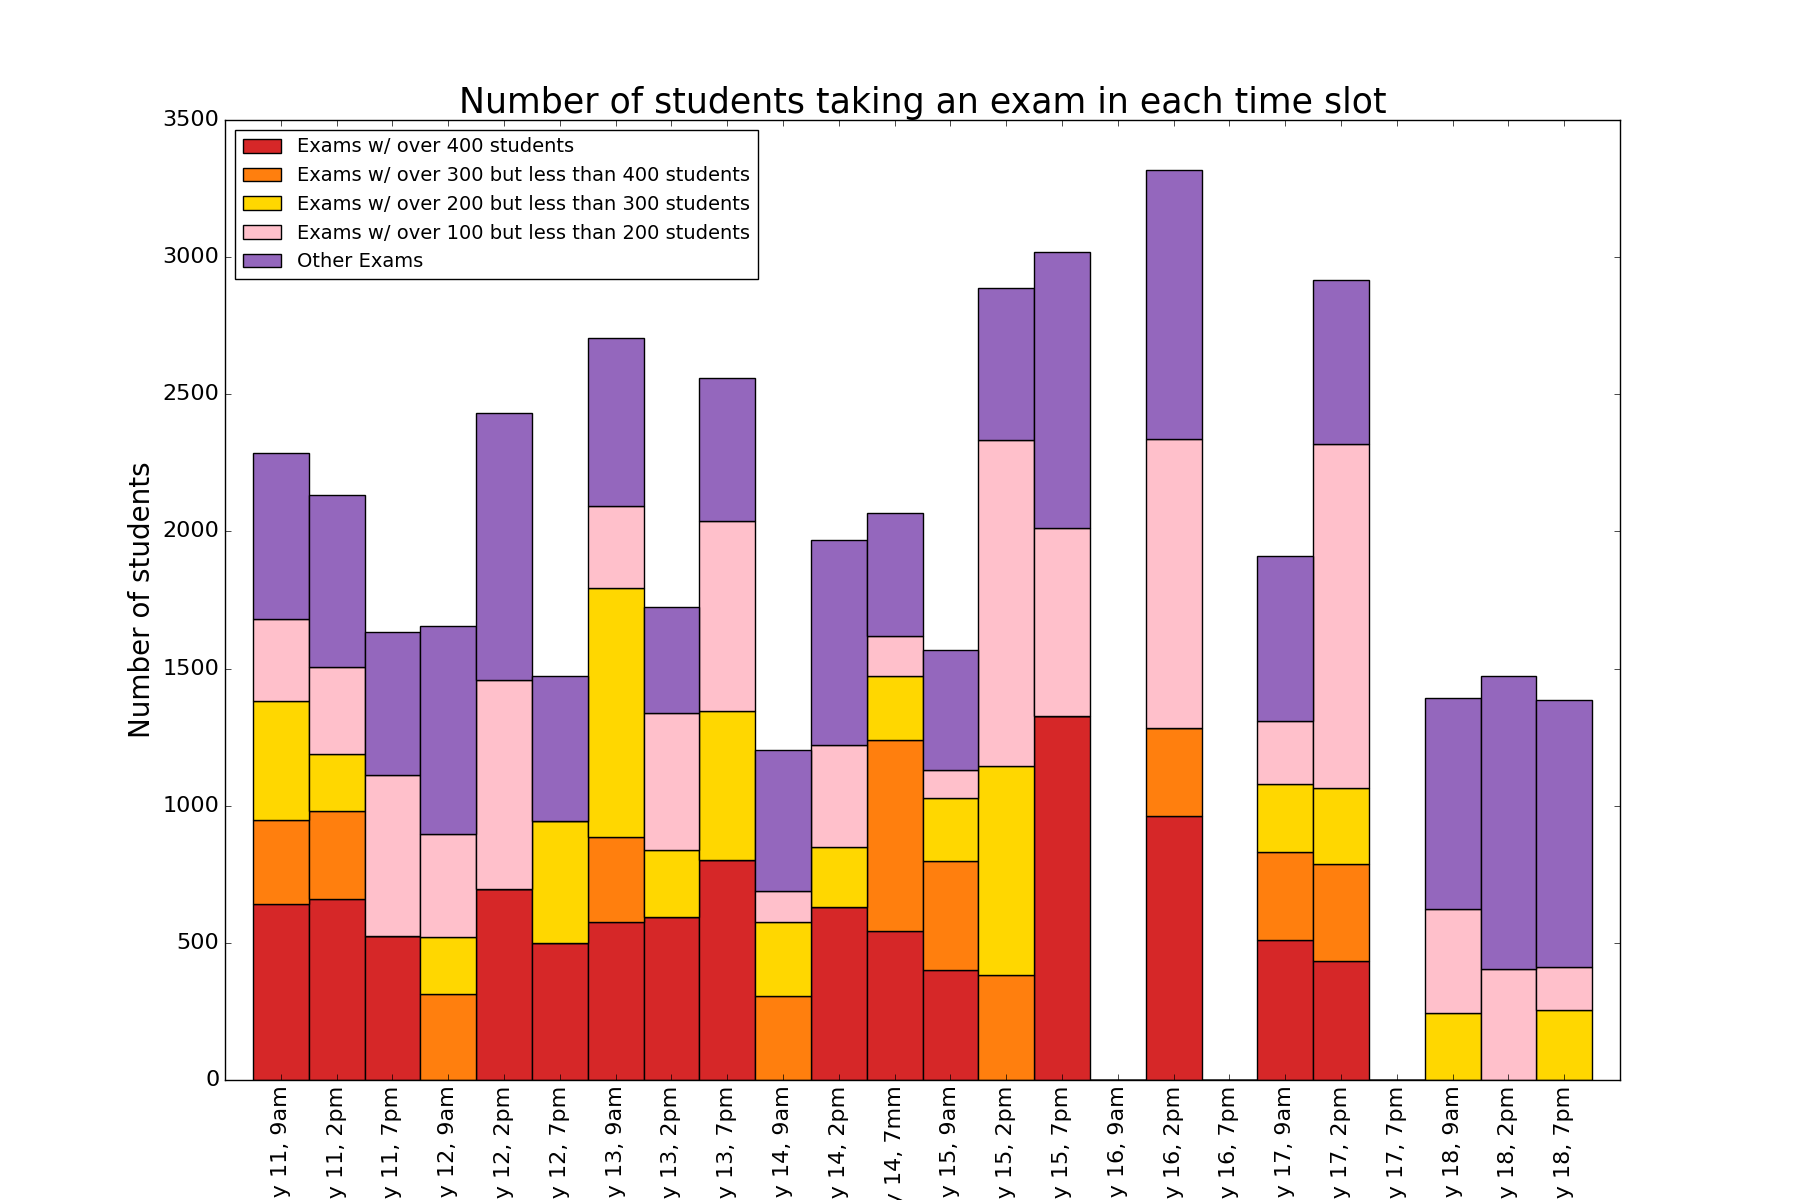 Number of students taking an exam in each time slot
3500
3000
2500
2000
1500
1000
500
0
Number of students
Exams w/ over 400 students
Exams w/ over 300 but less than 400 students
Exams w/ over 200 but less than 300 students
Exams w/ over 100 but less than 200 students
Other Exams
y 11, 9am
y 11, 2pm
y 11, 7pm
y 12, 9am
y 12, 2pm
y 12, 7pm
y 13, 9am
y 13, 2pm
y 13, 7pm
y 14, 9am
y 14, 2pm
y 14, 7mm
y 15, 9am
y 15, 2pm
y 15, 7pm
y 16, 9am
y 16, 2pm
y 16, 7pm
y 17, 9am
y 17, 2pm
y 17, 7pm
y 18, 9am
y 18, 2pm
y 18, 7pm